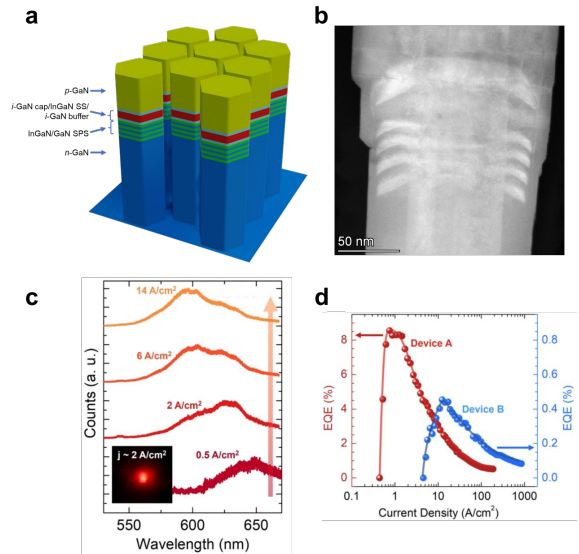 a
p-GaN
i-GaN cap/InGaN SS/
i-GaN buffer
InGaN/GaN SPS
n-GaN
b
50 nm
c
14 A/cm²
6 A/cm²
2 A/cm²
0.5 A/cm²
j ~ 2 A/cm²
Counts (a. u.)
550
600
650
Wavelength (nm)
d
Device A
Device B
EQE (%)
8
6
4
2
0
0.1
1
10
100
1000
Current Density (A/cm²)
0.8
0.6
0.4
0.2
0.0
EQE (%)